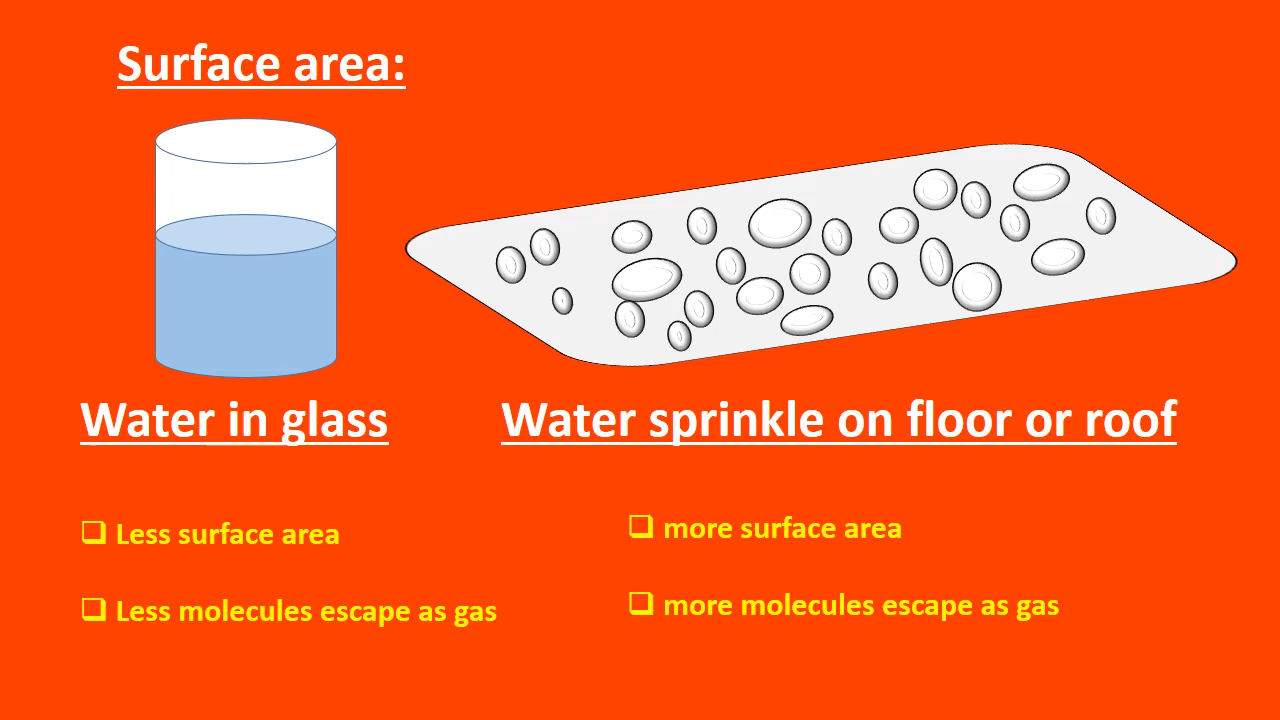 Surface area:
Water in glass
Water sprinkle on floor or roof
❑ Less surface area
❑ Less molecules escape as gas
❑ more surface area
❑ more molecules escape as gas